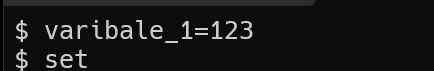 $ varibale_1=123
$ set